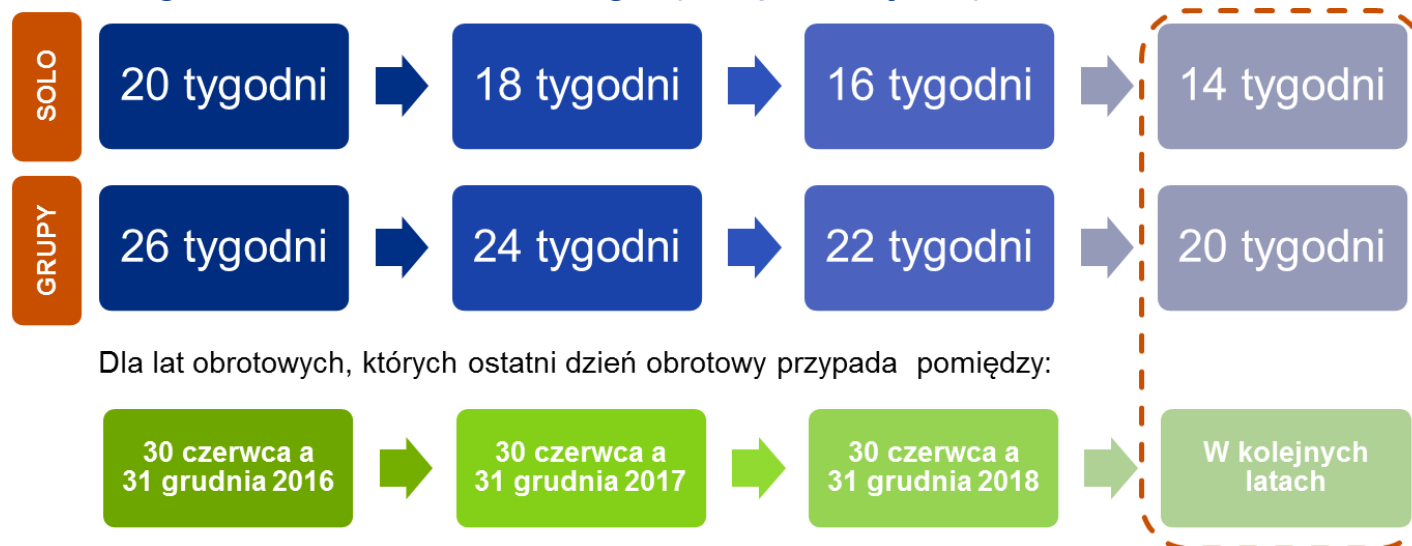 SOLO
20 tygodni
18 tygodni
16 tygodni
14 tygodni
GRUPY
26 tygodni
24 tygodni
22 tygodni
20 tygodni
Dla lat obrotowych, których ostatni dzień obrotowy przypada pomiędzy:
30 czerwca a
31 grudnia 2016
30 czerwca a
31 grudnia 2017
30 czerwca a
31 grudnia 2018
W kolejnych
latach